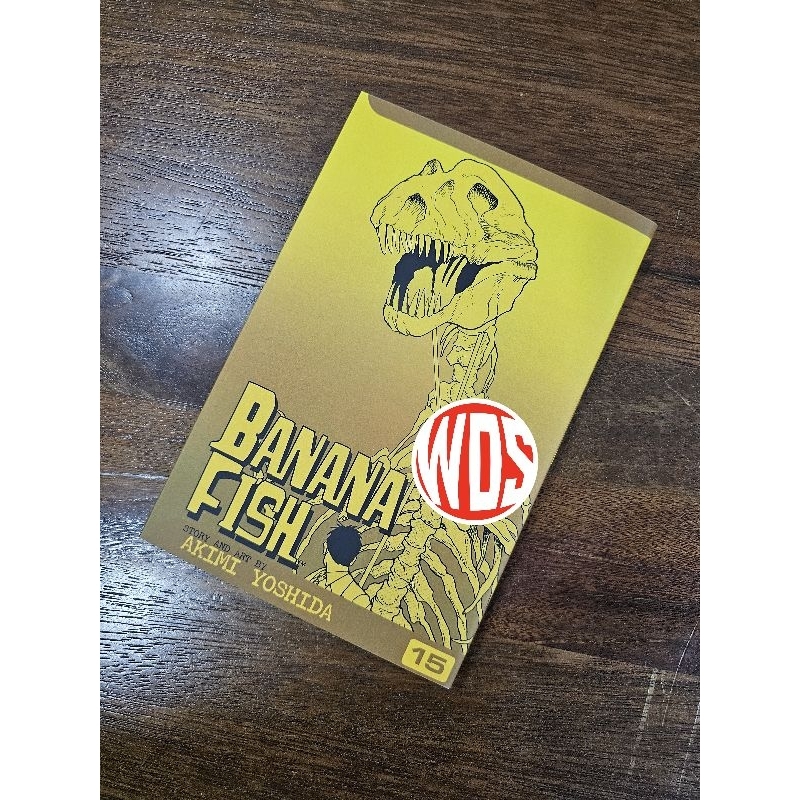 BANANA
FISH
STORY AND ART BY
AKIMI YOSHIDA
WDS
15